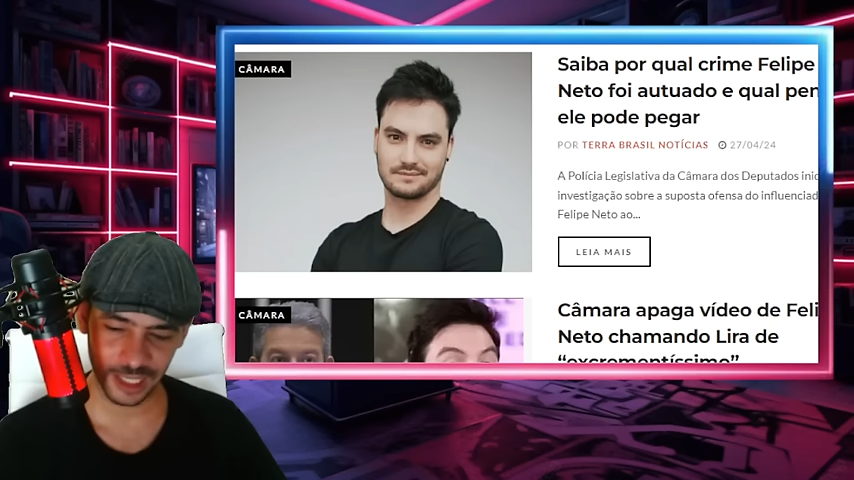 CÂMARA
Saiba por qual crime Felipe
Neto foi autuado e qual pen
ele pode pegar
POR TERRA BRASIL NOTÍCIAS 27/04/24
A Polícia Legislativa da Câmara dos Deputados inic
investigação sobre a suposta ofensa do influenciad
Felipe Neto ao...
LEIA MAIS
CÂMARA
Câmara apaga vídeo de Feli
Neto chamando Lira de
“excrementíssimo”